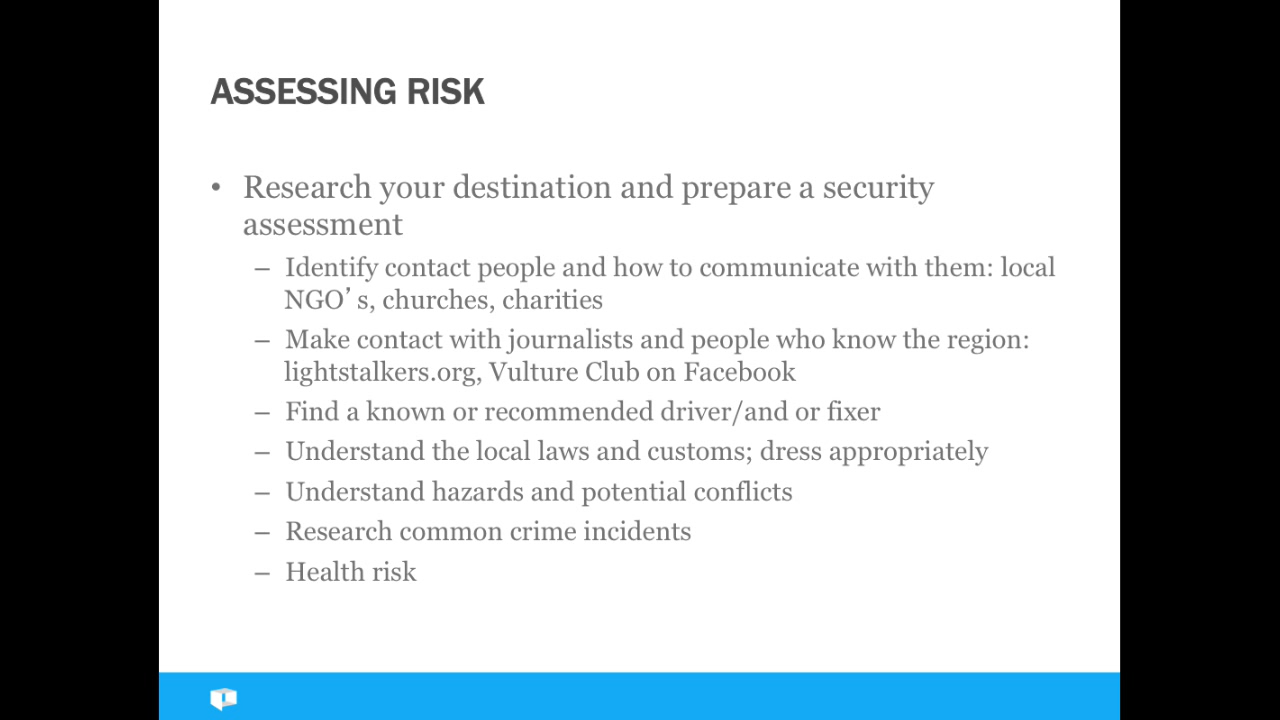 ASSESSING RISK
• Research your destination and prepare a security
assessment
– Identify contact people and how to communicate with them: local
NGO’s, churches, charities
– Make contact with journalists and people who know the region:
lightstalkers.org, Vulture Club on Facebook
– Find a known or recommended driver/and or fixer
– Understand the local laws and customs; dress appropriately
– Understand hazards and potential conflicts
– Research common crime incidents
– Health risk